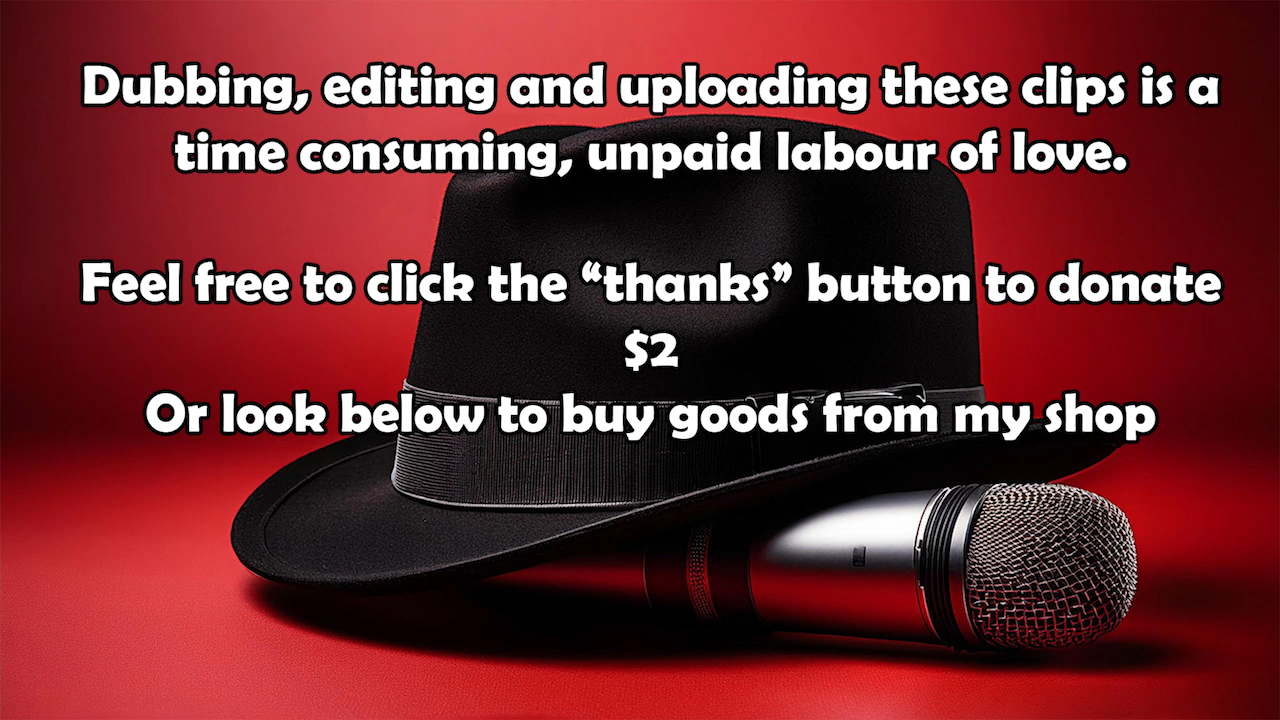 Dubbing, editing and uploading these clips is a
time consuming, unpaid labour of love.
Feel free to click the “thanks” button to donate
$2
Or look below to buy goods from my shop